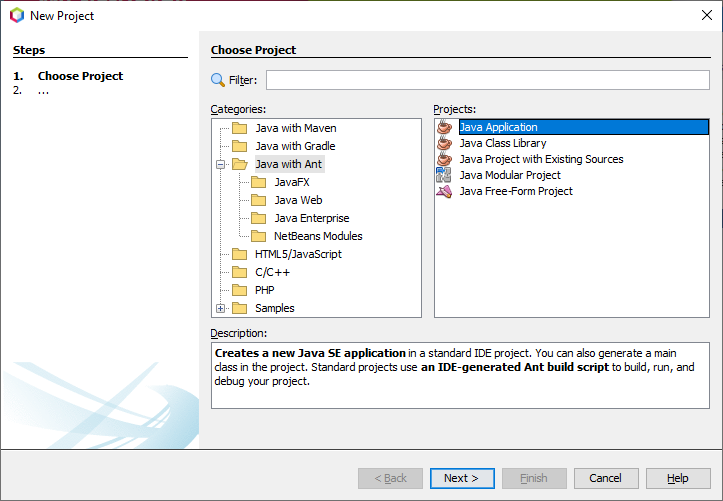 New Project
Steps
1. Choose Project
2. ...
Choose Project
Filter:
Categories:
Java with Maven
Java with Gradle
Java with Ant
JavaFX
Java Web
Java Enterprise
NetBeans Modules
HTML5/JavaScript
C/C++
PHP
Samples
Projects:
Java Application
Java Class Library
Java Project with Existing Sources
Java Modular Project
Java Free-Form Project
Description:
Creates a new Java SE application in a standard IDE project. You can also generate a main
class in the project. Standard projects use an IDE-generated Ant build script to build, run, and
debug your project.
< Back
Next >
Finish
Cancel
Help